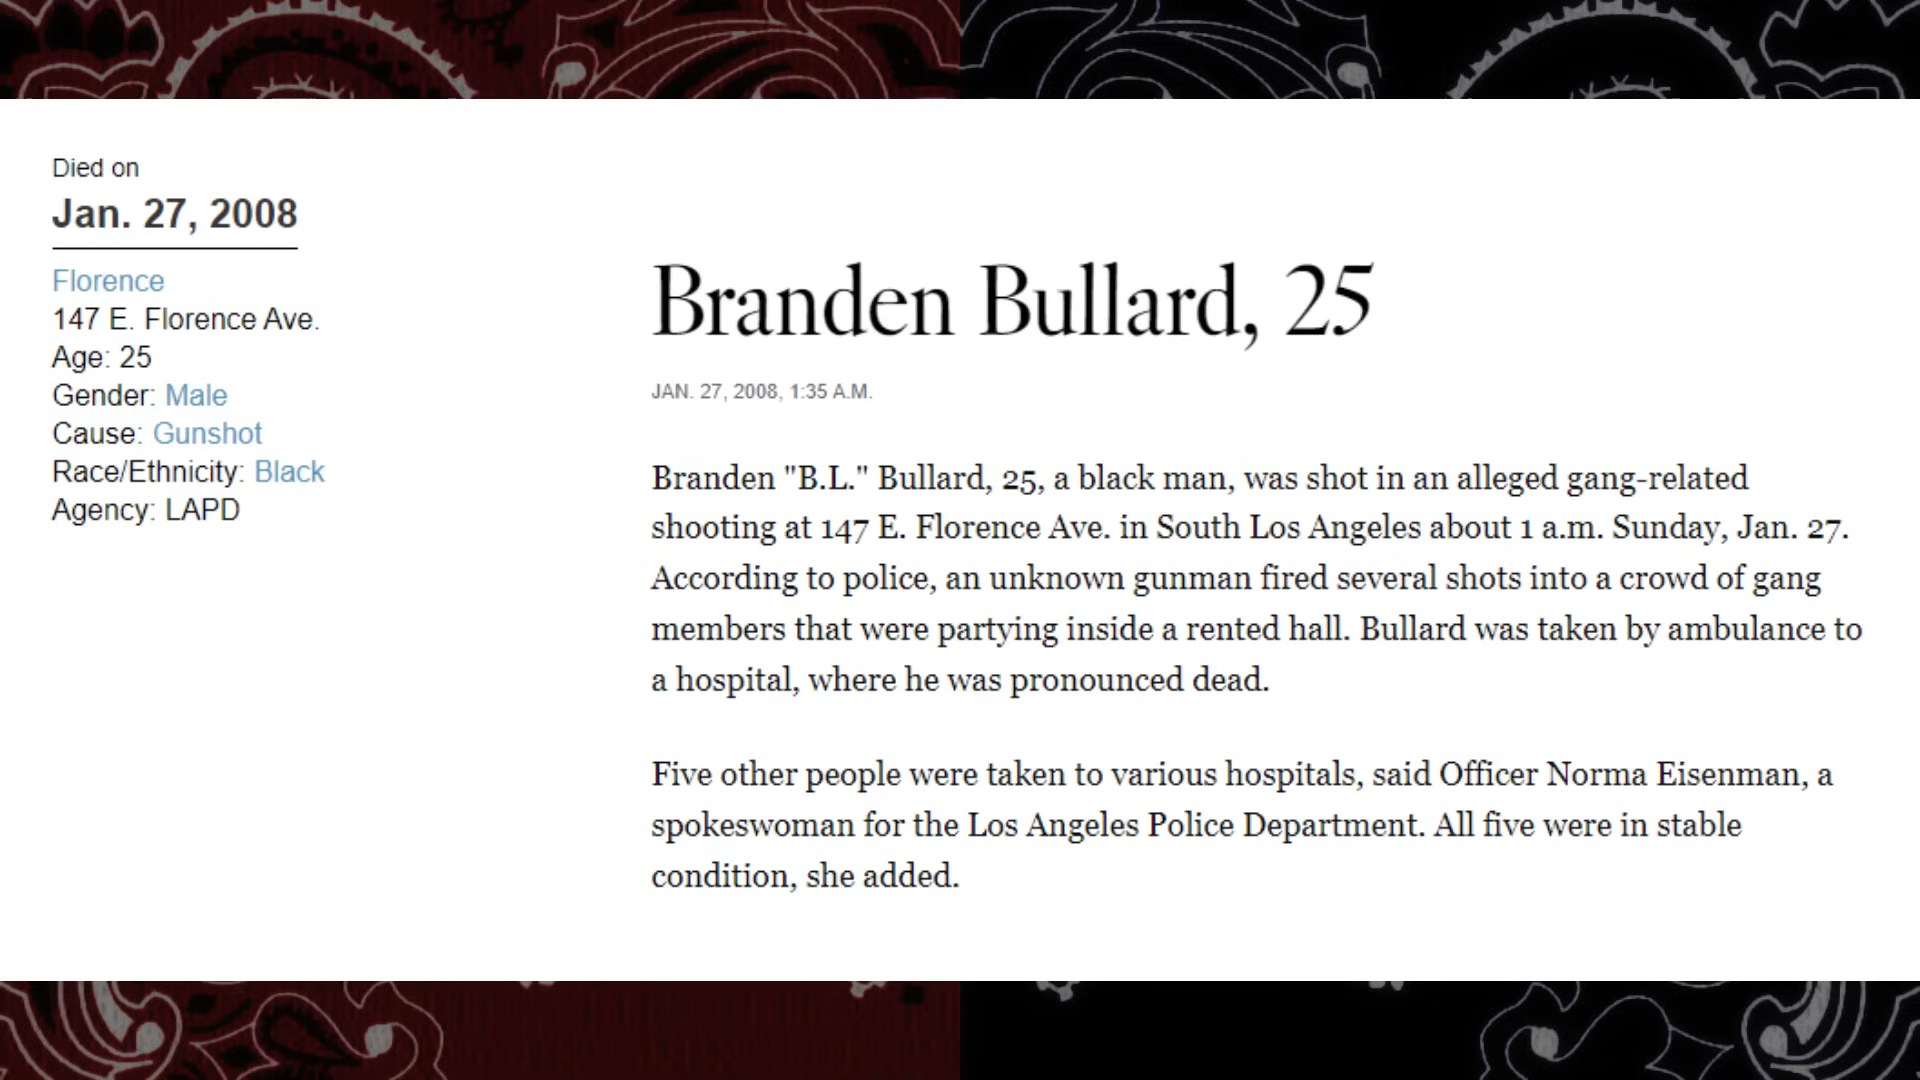 Died on
Jan. 27, 2008
Florence
147 E. Florence Ave.
Age: 25
Gender: Male
Cause: Gunshot
Race/Ethnicity: Black
Agency: LAPD
Branden Bullard, 25
JAN. 27, 2008, 1:35 A.M.
Branden "B.L." Bullard, 25, a black man, was shot in an alleged gang-related
shooting at 147 E. Florence Ave. in South Los Angeles about 1 a.m. Sunday, Jan. 27.
According to police, an unknown gunman fired several shots into a crowd of gang
members that were partying inside a rented hall. Bullard was taken by ambulance to
a hospital, where he was pronounced dead.
Five other people were taken to various hospitals, said Officer Norma Eisenman, a
spokeswoman for the Los Angeles Police Department. All five were in stable
condition, she added.